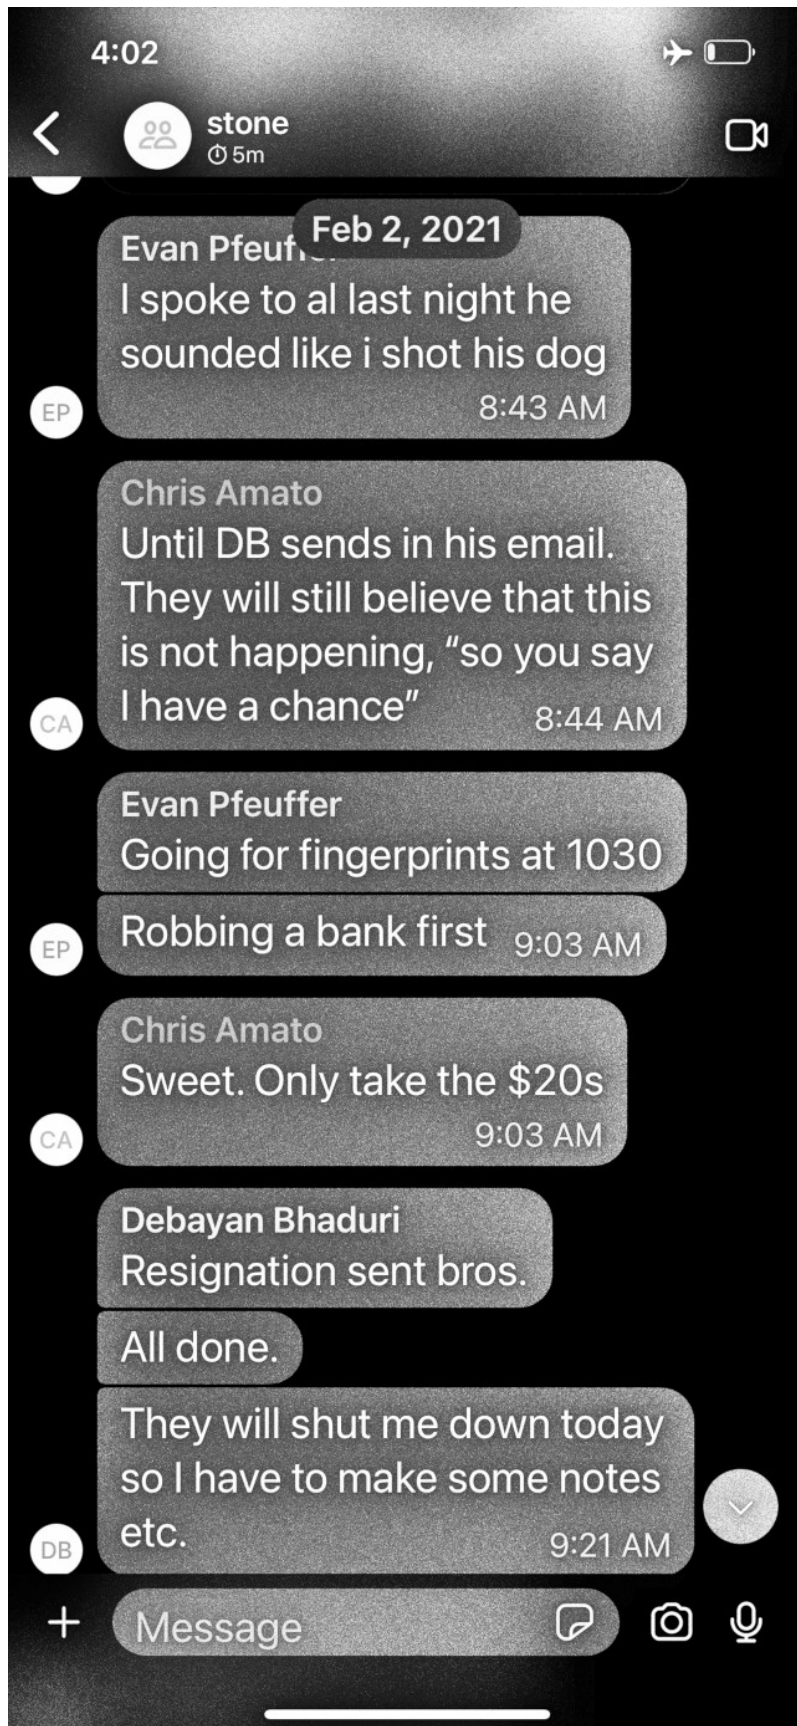 4:02
stone
5m
Feb 2, 2021
Evan
I spoke to al last night he
sounded like i shot his dog
8:43 AM
EP
Chris Amato
Until DB sends in his email.
They will still believe that this
is not happening, “so you say
I have a chance”
8:44 AM
CA
Evan Pfeuffer
Going for fingerprints at 1030
Robbing a bank first
9:03 AM
EP
Chris Amato
Sweet. Only take the $20s
9:03 AM
CA
Debayan Bhaduri
Resignation sent bros.
All done.
They will shut me down today
so I have to make some notes
etc.
9:21 AM
DB
Message